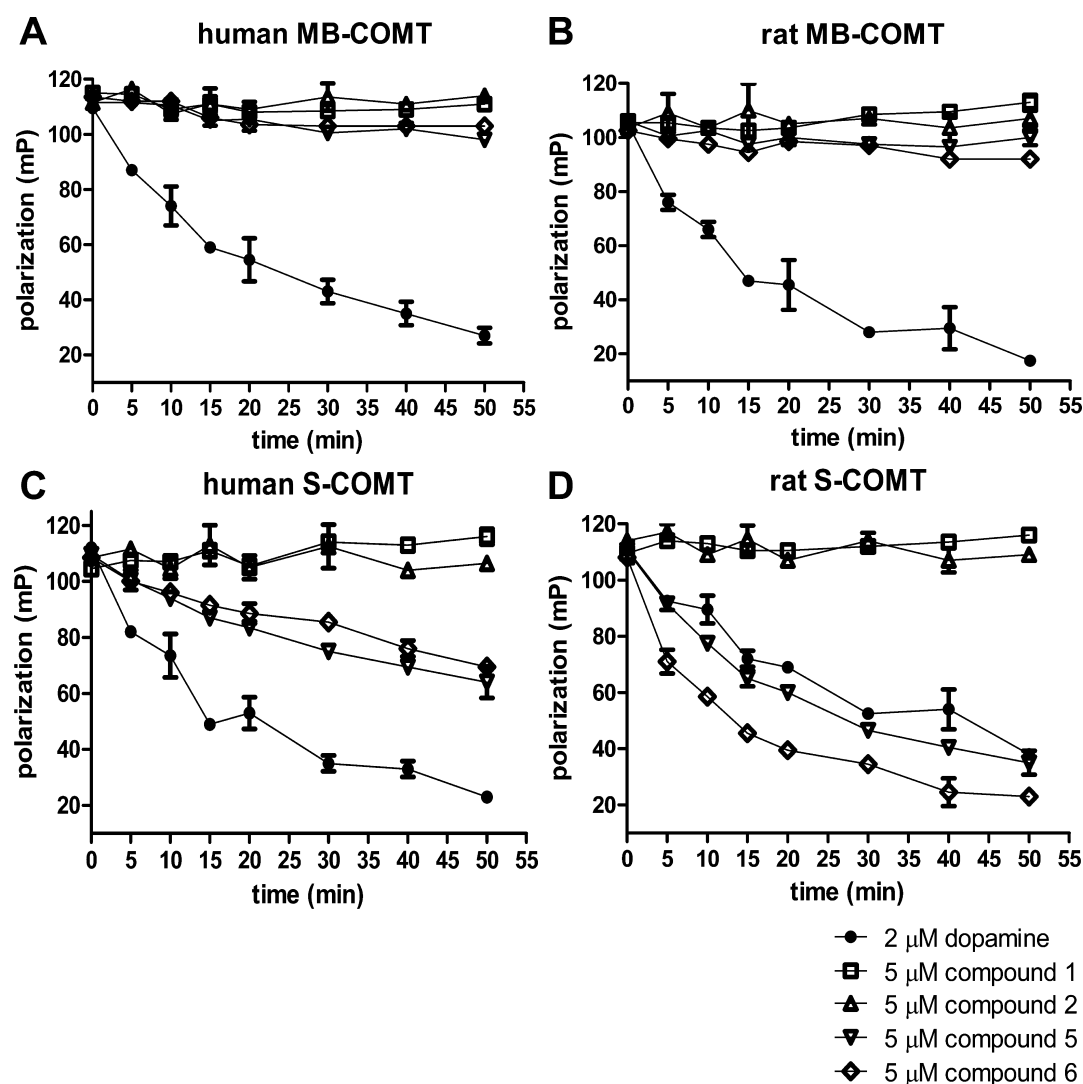 A
human MB-COMT
120
100
80
60
40
20
polarization (mP)
0 5 10 15 20 25 30 35 40 45 50 55
time (min)
B
rat MB-COMT
120
100
80
60
40
20
polarization (mP)
0 5 10 15 20 25 30 35 40 45 50 55
time (min)
C
human S-COMT
120
100
80
60
40
20
polarization (mP)
0 5 10 15 20 25 30 35 40 45 50 55
time (min)
D
rat S-COMT
120
100
80
60
40
20
polarization (mP)
0 5 10 15 20 25 30 35 40 45 50 55
time (min)
2 μM dopamine
5 μM compound 1
5 μM compound 2
5 μM compound 5
5 μM compound 6